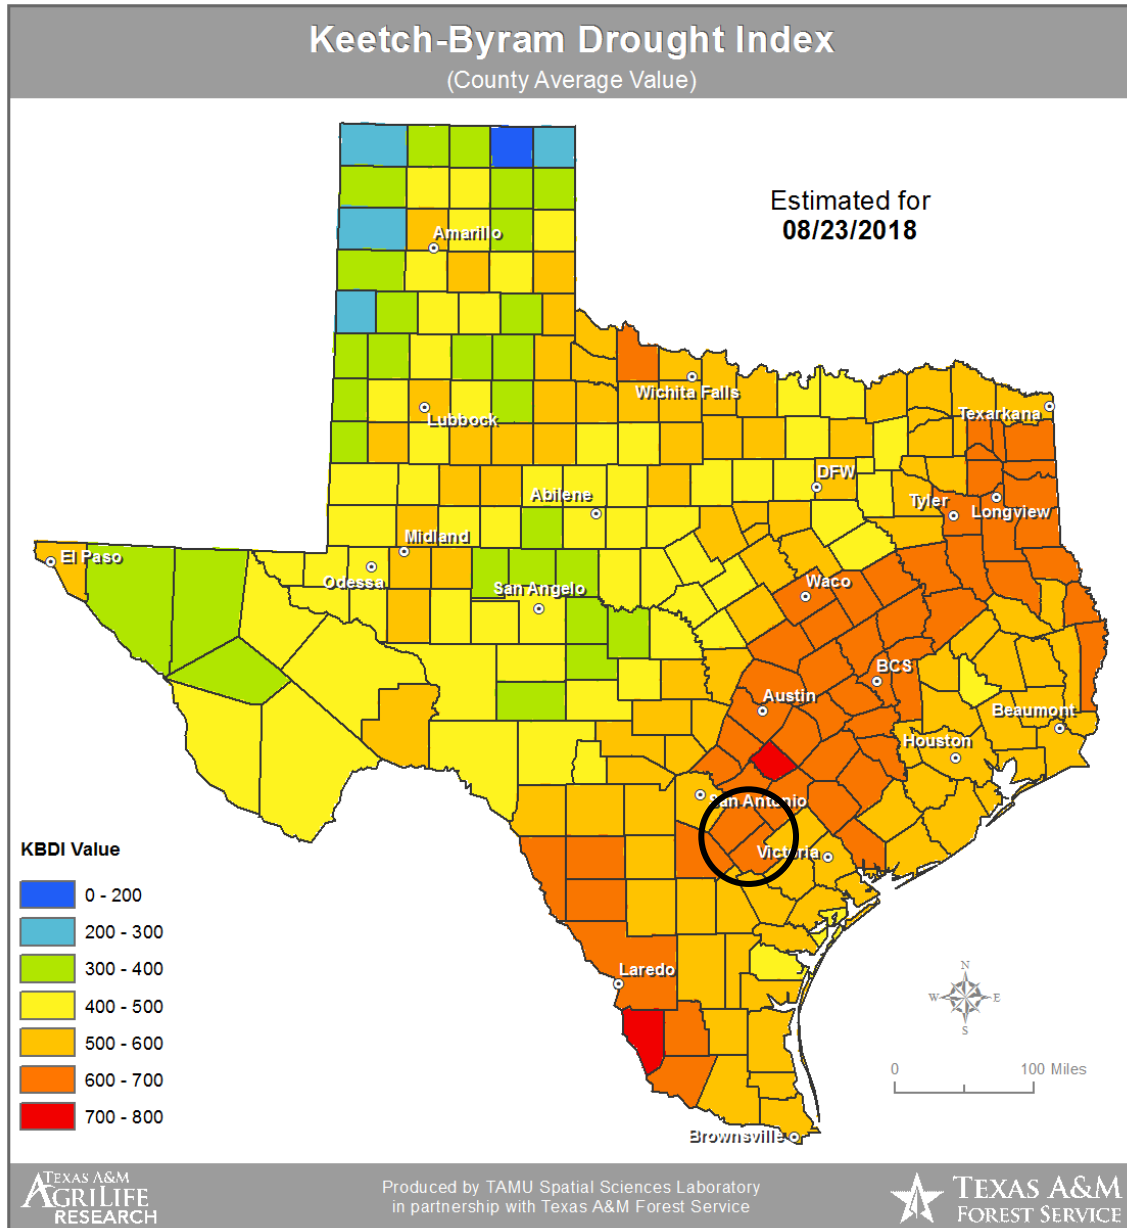 Keetch-Byram Drought Index
(County Average Value)
Estimated for
08/23/2018
Amarillo
Wichita Falls
Lubbock
Texarkana
DFW
Abilene
Tyler
Longview
Midland
El Paso
Odessa
San Angelo
Waco
BCS
Austin
Beaumont
Houston
San Antonio
Victoria
Laredo
Brownsville
KBDI Value
0 - 200
200 - 300
300 - 400
400 - 500
500 - 600
600 - 700
700 - 800
N
W E
S
0 100 Miles
TEXAS A&M
AGRILIFE
RESEARCH
Produced by TAMU Spatial Sciences Laboratory
in partnership with Texas A&M Forest Service
TEXAS A&M
FOREST SERVICE